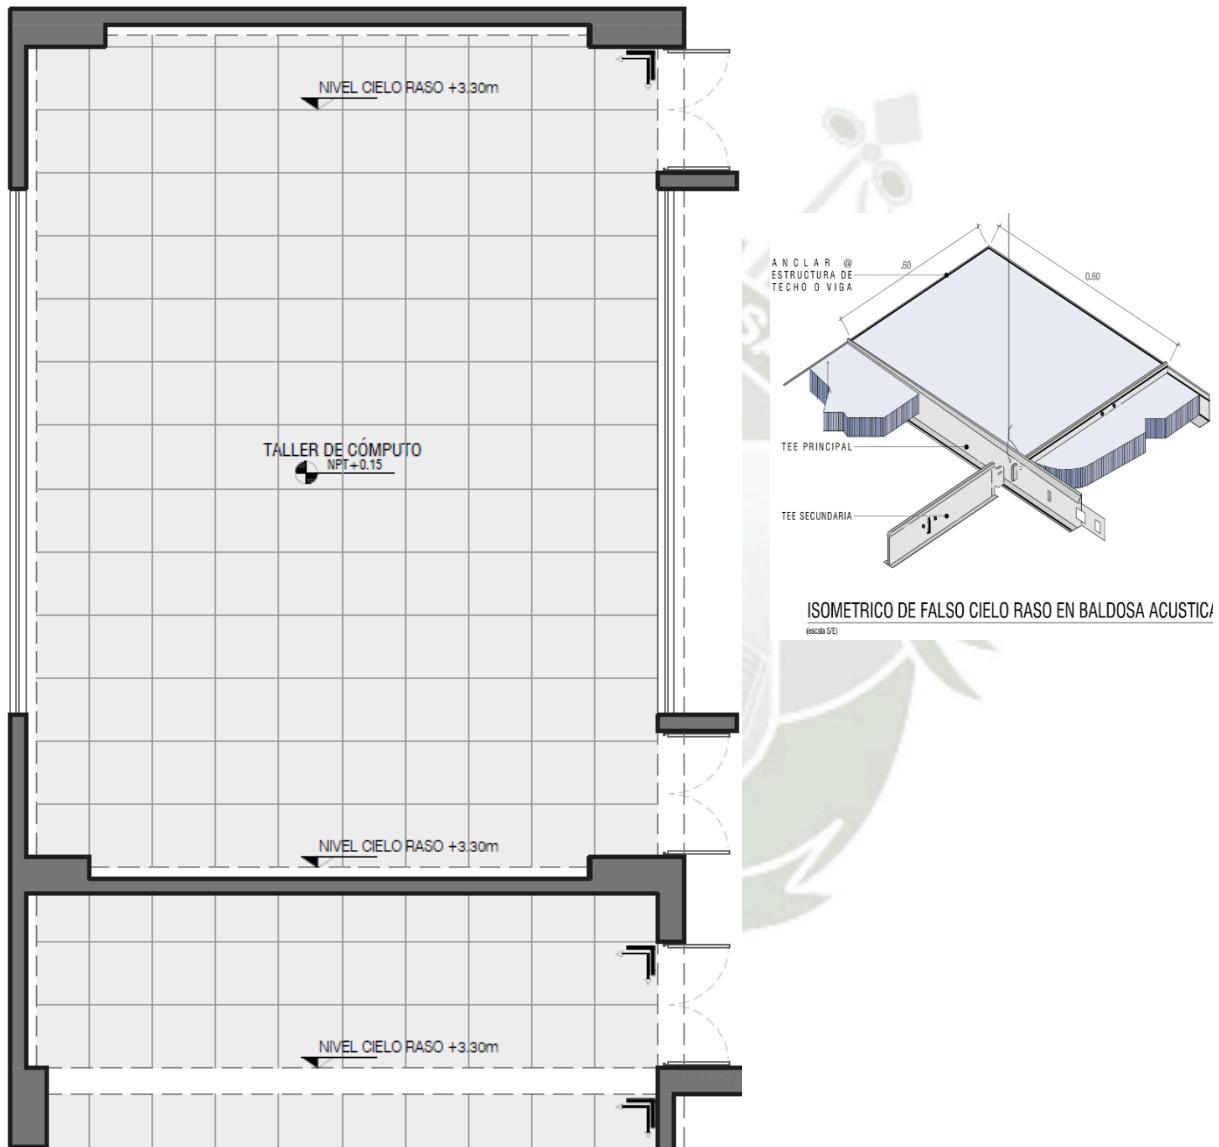 NIVEL CIELO RASO +3.30m
ANCLAR @
ESTRUCTURA DE
TECHO O VIGA
.60
0.60
TALLER DE CÓMPUTO
NPT+0.15
TEE PRINCIPAL
TEE SECUNDARIA
ISOMETRICO DE FALSO CIELO RASO EN BALDOSA ACUSTICA
(escala S/E)
NIVEL CIELO RASO +3.30m
NIVEL CIELO RASO +3.30m